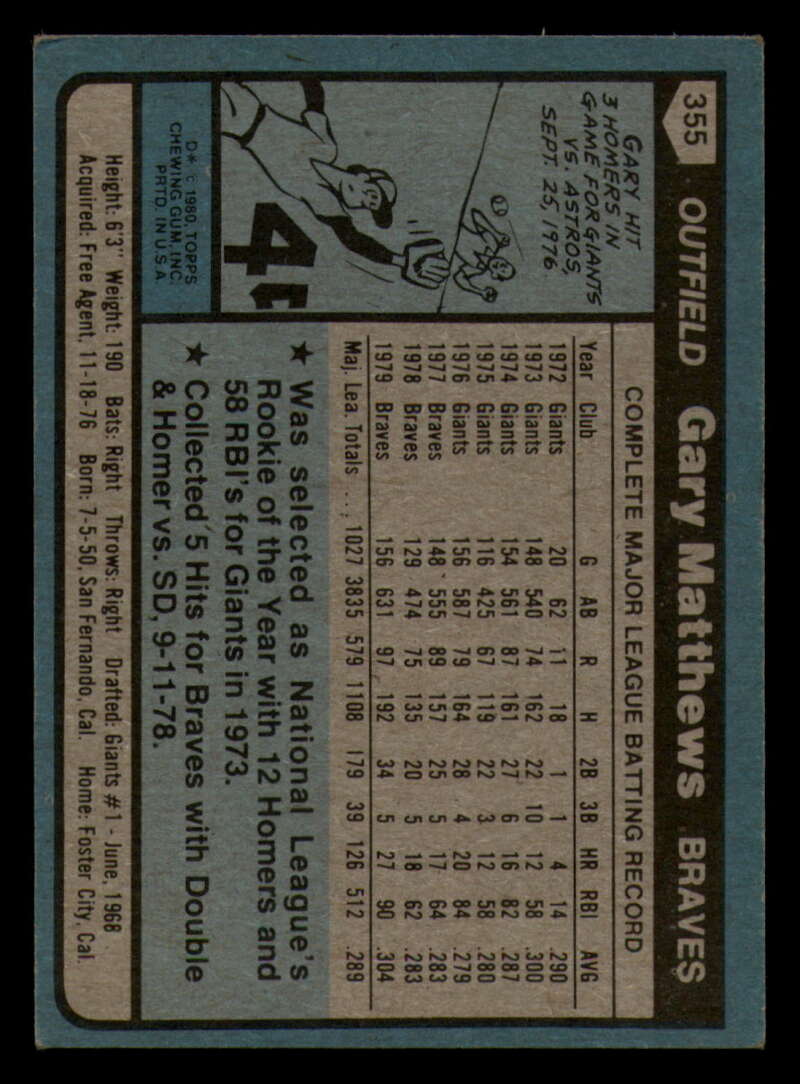 355 OUTFIELD Gary Matthews BRAVES
GARY HIT
3 HOMERS IN
GAME FOR GIANTS
VS. ASTROS,
SEPT. 25, 1976
45
D* © 1980, TOPPS
CHEWING GUM, INC.
PRTD. IN U.S.A.
COMPLETE MAJOR LEAGUE BATTING RECORD
Year Club G AB R H 2B 3B HR RBI AVG
1972 Giants 20 62 11 18 1 1 4 14 .290
1973 Giants 148 540 74 162 22 10 12 58 .300
1974 Giants 154 561 87 161 27 6 16 82 .287
1975 Giants 116 425 67 119 22 3 12 58 .280
1976 Giants 156 587 79 164 28 4 20 84 .279
1977 Braves 148 555 89 157 25 5 17 64 .283
1978 Braves 129 474 75 135 20 5 18 62 .283
1979 Braves 156 631 97 192 34 5 27 90 .304
Maj. Lea. Totals ... 1027 3835 579 1108 179 39 126 512 .289
★ Was selected as National League's
Rookie of the Year with 12 Homers and
58 RBI's for Giants in 1973.
★ Collected 5 Hits for Braves with Double
& Homer vs. SD, 9-11-78.
Height: 6'3" Weight: 190 Bats: Right Throws: Right Drafted: Giants #1 - June, 1968
Acquired: Free Agent, 11-18-76 Born: 7-5-50, San Fernando, Cal. Home: Foster City, Cal.